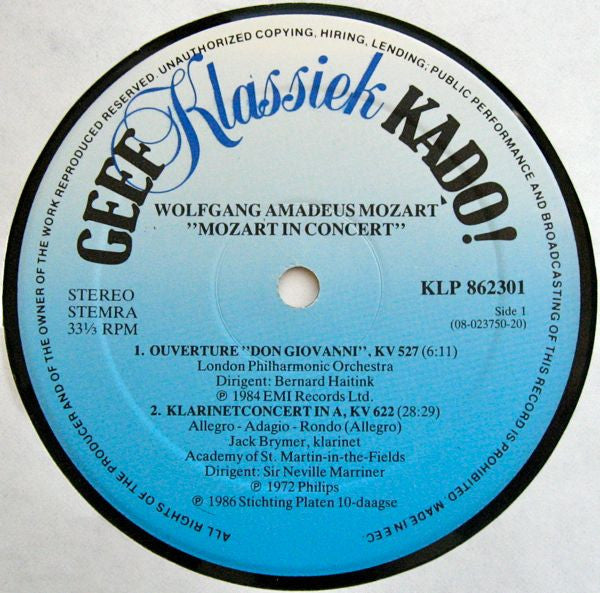 GEEF Klassiek KADO!
WOLFGANG AMADEUS MOZART
"MOZART IN CONCERT"
STEREO
STEMRA
33⅓ RPM
KLP 862301
Side 1
(08-023750-20)
1. OUVERTURE "DON GIOVANNI", KV 527 (6:11)
London Philharmonic Orchestra
Dirigent: Bernard Haitink
℗ 1984 EMI Records Ltd.
2. KLARINETCONCERT IN A, KV 622 (28:29)
Allegro - Adagio - Rondo (Allegro)
Jack Brymer, klarinet
Academy of St. Martin-in-the-Fields
Dirigent: Sir Neville Marriner
℗ 1972 Philips
℗ 1986 Stichting Platen 10-daagse
ALL RIGHTS OF THE PRODUCER AND OF THE OWNER OF THE WORK REPRODUCED RESERVED. UNAUTHORIZED COPYING, HIRING, LENDING, PUBLIC PERFORMANCE AND BROADCASTING OF THIS RECORD IS PROHIBITED. MADE IN EEC.